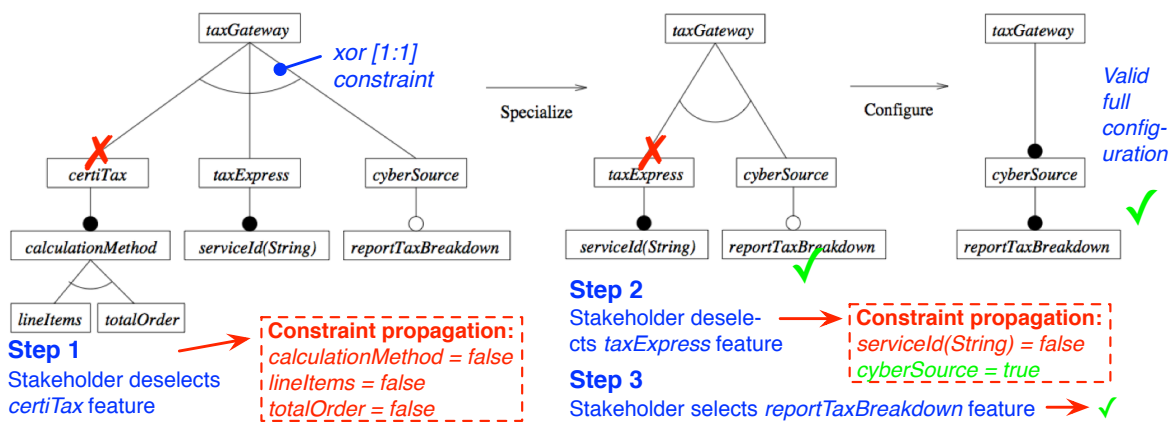 taxGateway
xor [1:1]
constraint
certiTax
taxExpress
cyberSource
calculationMethod
serviceId(String)
reportTaxBreakdown
lineItems
totalOrder
Step 1
Stakeholder deselects
certiTax feature
Constraint propagation:
calculationMethod = false
lineItems = false
totalOrder = false
Specialize
taxGateway
taxExpress
cyberSource
serviceId(String)
reportTaxBreakdown
Step 2
Stakeholder desele-
cts taxExpress feature
Constraint propagation:
serviceId(String) = false
cyberSource = true
Step 3
Stakeholder selects reportTaxBreakdown feature
Configure
taxGateway
cyberSource
reportTaxBreakdown
Valid
full
config-
uration